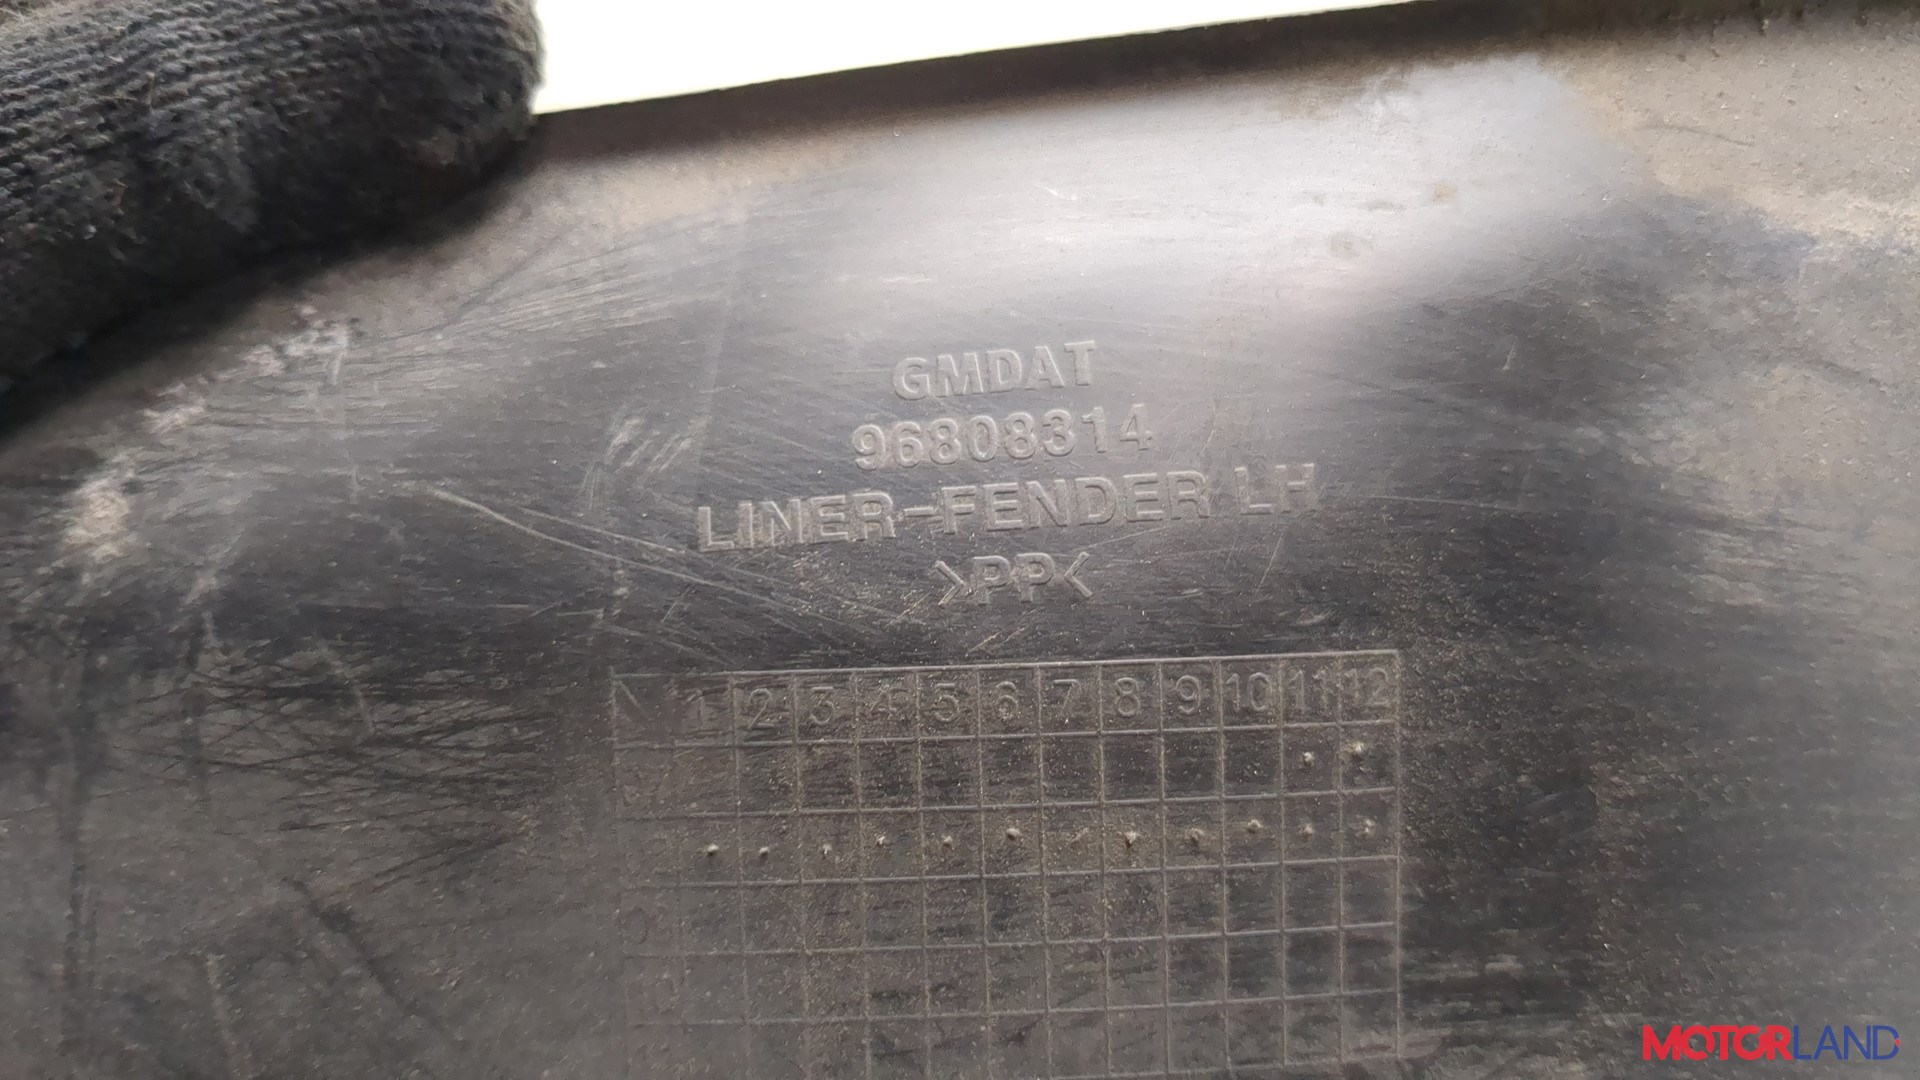 GMDAT
96808314
LINER-FENDER LH
>PP<
1 2 3 4 5 6 7 8 9 10 11 12
MOTORLAND